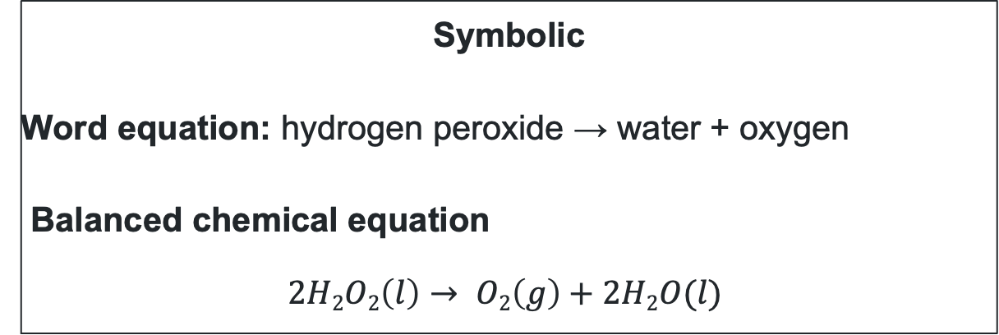 Symbolic
Word equation: hydrogen peroxide → water + oxygen
Balanced chemical equation
2H₂O₂(l) → O₂(g) + 2H₂O(l)